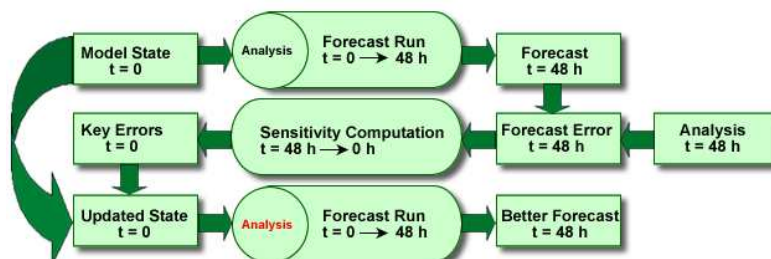 Model State
t = 0
Analysis
Forecast Run
t = 0 → 48 h
Forecast
t = 48 h
Key Errors
t = 0
Sensitivity Computation
t = 48 h → 0 h
Forecast Error
t = 48 h
Analysis
t = 48 h
Updated State
t = 0
Analysis
Forecast Run
t = 0 → 48 h
Better Forecast
t = 48 h